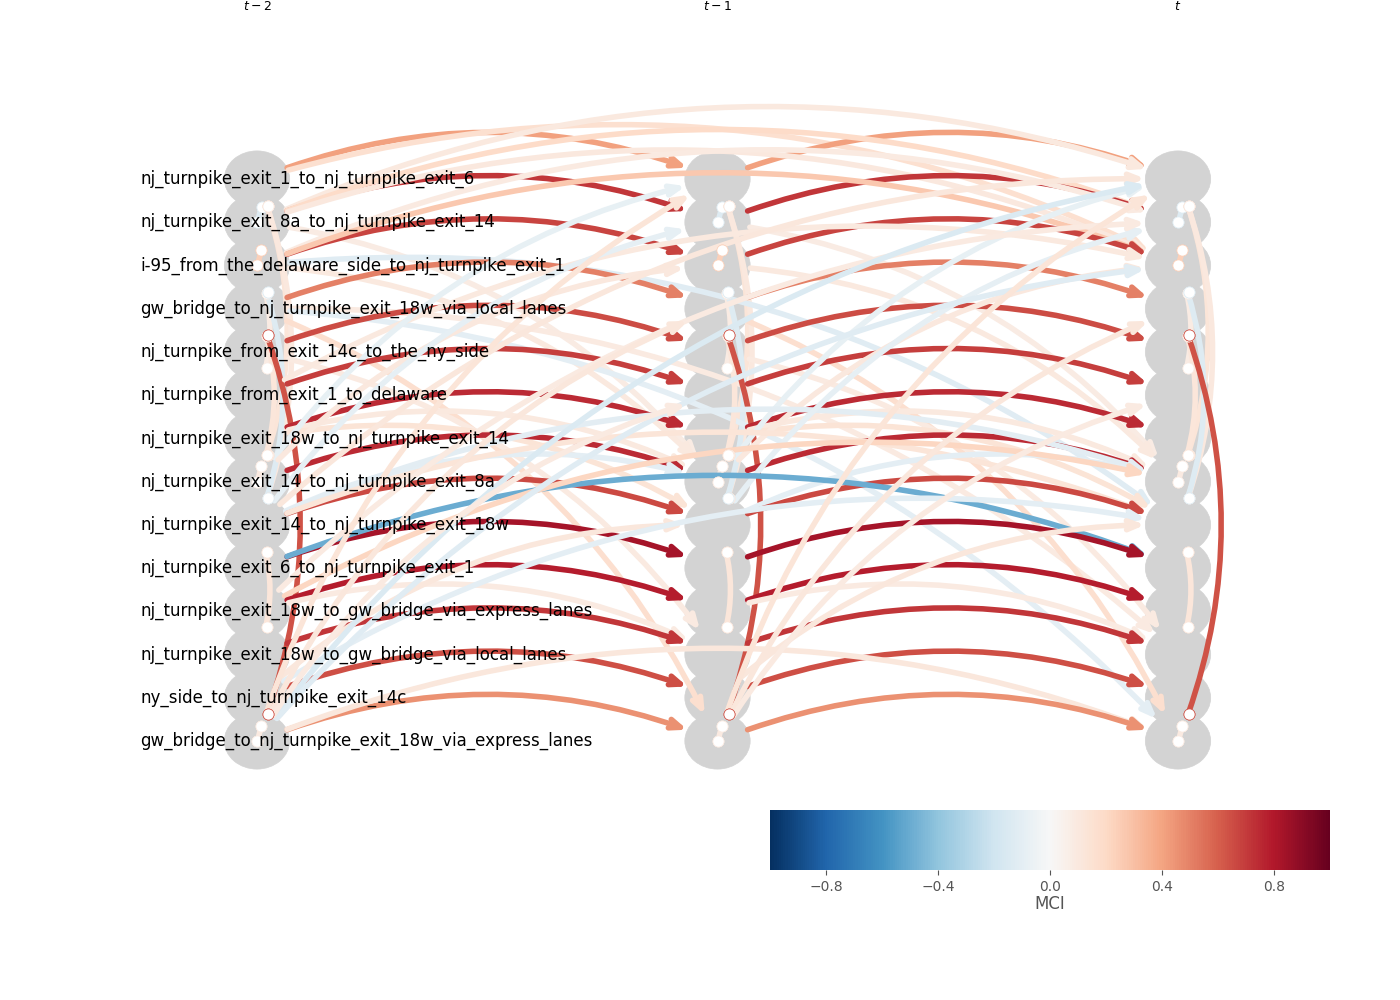 t − 2 t − 1 t
nj_turnpike_exit_1_to_nj_turnpike_exit_6
nj_turnpike_exit_8a_to_nj_turnpike_exit_14
i-95_from_the_delaware_side_to_nj_turnpike_exit_1
gw_bridge_to_nj_turnpike_exit_18w_via_local_lanes
nj_turnpike_from_exit_14c_to_the_ny_side
nj_turnpike_from_exit_1_to_delaware
nj_turnpike_exit_18w_to_nj_turnpike_exit_14
nj_turnpike_exit_14_to_nj_turnpike_exit_8a
nj_turnpike_exit_14_to_nj_turnpike_exit_18w
nj_turnpike_exit_6_to_nj_turnpike_exit_1
nj_turnpike_exit_18w_to_gw_bridge_via_express_lanes
nj_turnpike_exit_18w_to_gw_bridge_via_local_lanes
ny_side_to_nj_turnpike_exit_14c
gw_bridge_to_nj_turnpike_exit_18w_via_express_lanes
−0.8 −0.4 0.0 0.4 0.8
MCI